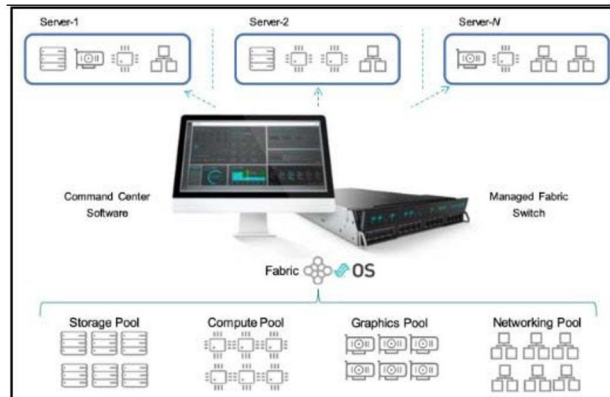 Server-1
Server-2
Server-N
Command Center
Software
Managed Fabric
Switch
Fabric OS
Storage Pool
Compute Pool
Graphics Pool
Networking Pool